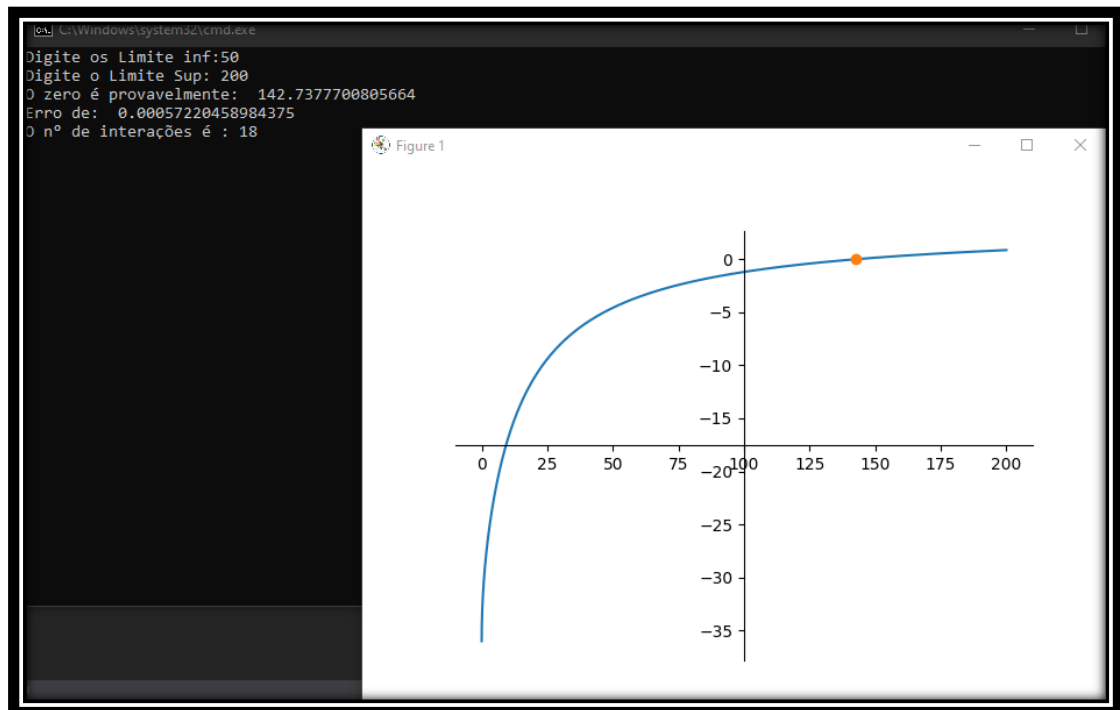 C:\Windows\system32\cmd.exe
Digite os Limite inf:50
Digite o Limite Sup: 200
O zero é provavelmente:  142.7377700805664
Erro de:  0.00057220458984375
O nº de interações é : 18
Figure 1
0
−5
−10
−15
0 25 50 75 100 125 150 175 200
−20
−25
−30
−35